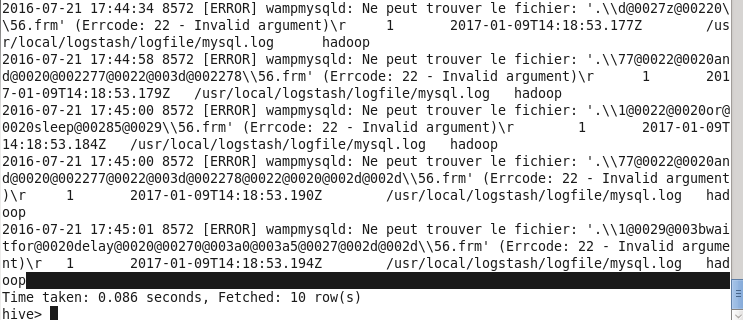 2016-07-21 17:44:34 8572 [ERROR] wampmysqld: Ne peut trouver le fichier: '.\\d@0027z@00220\
\56.frm' (Errcode: 22 - Invalid argument)\r     1       2017-01-09T14:18:53.177Z        /us
r/local/logstash/logfile/mysql.log      hadoop
2016-07-21 17:44:58 8572 [ERROR] wampmysqld: Ne peut trouver le fichier: '.\\77@0022@0020an
d@0020@002277@0022@003d@002278\\56.frm' (Errcode: 22 - Invalid argument)\r      1       201
7-01-09T14:18:53.179Z   /usr/local/logstash/logfile/mysql.log   hadoop
2016-07-21 17:45:00 8572 [ERROR] wampmysqld: Ne peut trouver le fichier: '.\\1@0022@0020or@
0020sleep@00285@0029\\56.frm' (Errcode: 22 - Invalid argument)\r        1       2017-01-09T
14:18:53.184Z   /usr/local/logstash/logfile/mysql.log   hadoop
2016-07-21 17:45:00 8572 [ERROR] wampmysqld: Ne peut trouver le fichier: '.\\77@0022@0020an
d@0020@002277@0022@003d@002278@0022@0020@002d@002d\\56.frm' (Errcode: 22 - Invalid argument
)\r     1       2017-01-09T14:18:53.190Z        /usr/local/logstash/logfile/mysql.log   had
oop
2016-07-21 17:45:01 8572 [ERROR] wampmysqld: Ne peut trouver le fichier: '.\\1@0029@003bwai
tfor@0020delay@0020@00270@003a0@003a5@0027@002d@002d\\56.frm' (Errcode: 22 - Invalid argume
nt)\r   1       2017-01-09T14:18:53.194Z        /usr/local/logstash/logfile/mysql.log   had
oop
Time taken: 0.086 seconds, Fetched: 10 row(s)
hive>